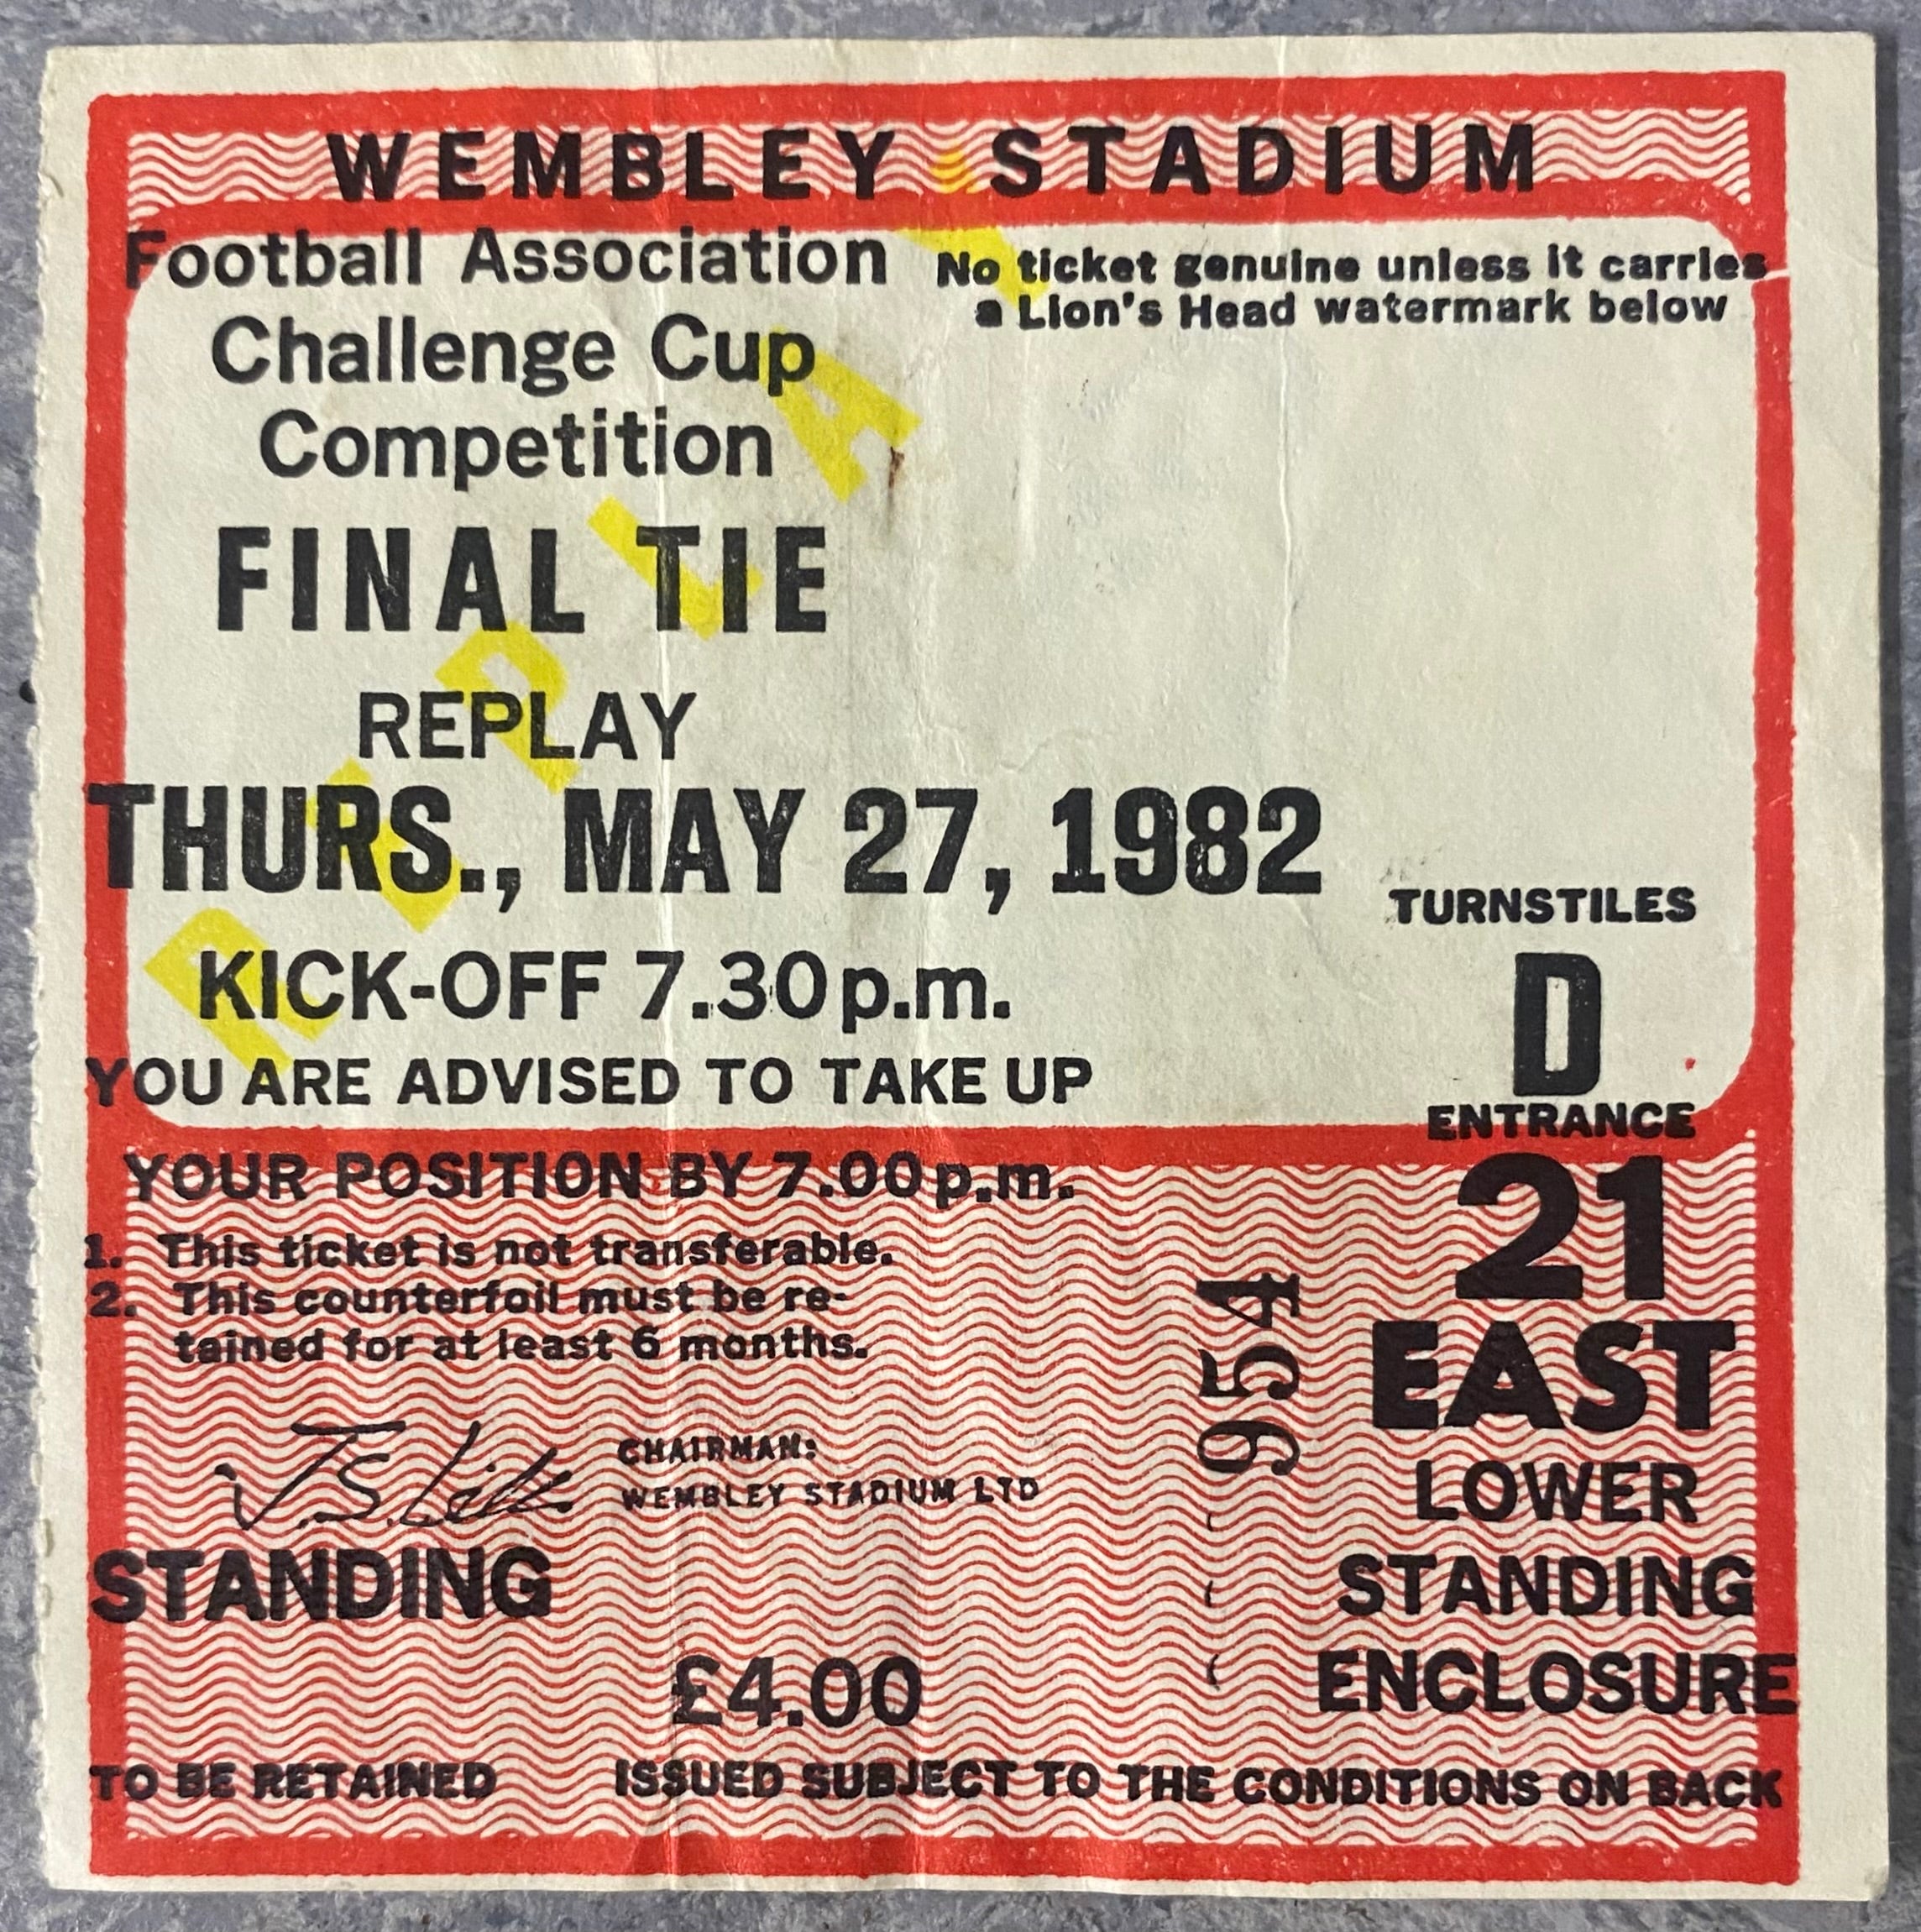 WEMBLEY STADIUM
Football Association
Challenge Cup
Competition
No ticket genuine unless it carries
a Lion's Head watermark below
FINAL TIE
REPLAY
REPLAY
THURS., MAY 27, 1982
KICK-OFF 7.30p.m.
YOU ARE ADVISED TO TAKE UP
YOUR POSITION BY 7.00p.m.
TURNSTILES
D
ENTRANCE
21
EAST
LOWER
STANDING
ENCLOSURE
1. This ticket is not transferable.
2. This counterfoil must be re-
tained for at least 6 months.
954
CHAIRMAN:
WEMBLEY STADIUM LTD
STANDING
£4.00
TO BE RETAINED ISSUED SUBJECT TO THE CONDITIONS ON BACK